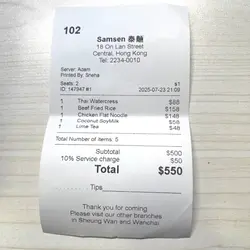 102
Samsen 泰麵
18 On Lan Street
Central, Hong Kong
Tel: 2234-0010
Server: Adam
Printed By: Sneha
Seats: 2 #1
ID: 147947 #1 2025-07-23 21:09
1 Thai Watercress $88
1 Beef Fried Rice $158
1 Chicken Flat Noodle $148
1 Coconut SoyMilk $58
1 Lime Tea $48
Total Number of Items: 5
Subtotal $500
10% Service charge $50
Total $550
Tips
Thank you for coming
Please visit our other branches
in Sheung Wan and Wanchai.